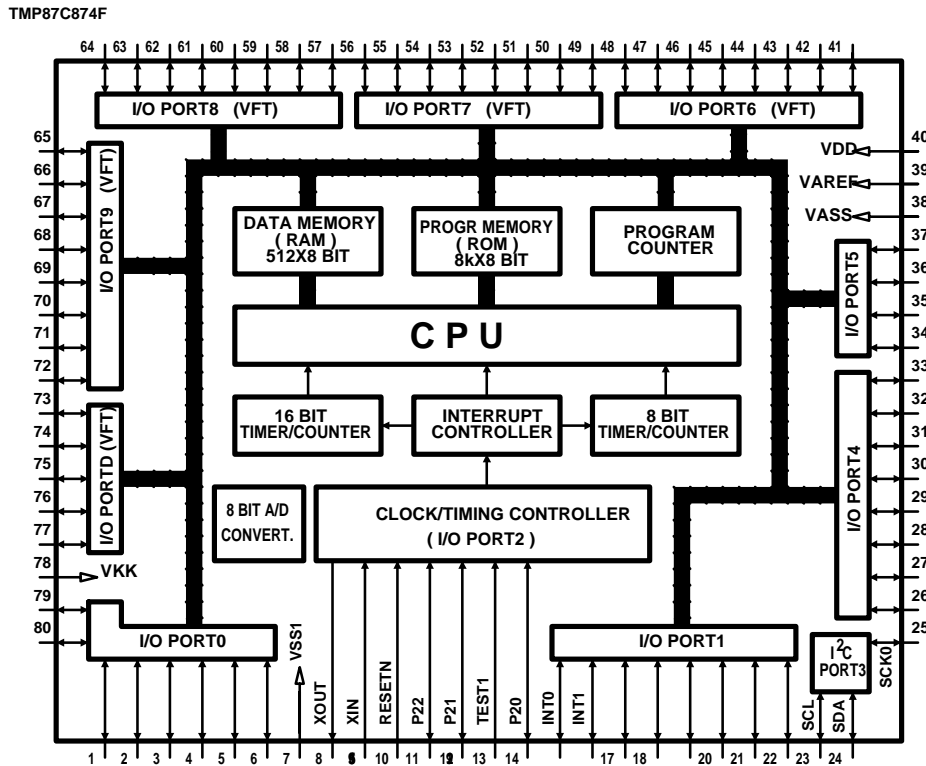 TMP87C874F
64 63 62 61 60 59 58 57 56 55 54 53 52 51 50 49 48 47 46 45 44 43 42 41
I/O PORT8 (VFT)
I/O PORT7 (VFT)
I/O PORT6 (VFT)
65
66
67
68
69
70
71
72
73
74
75
76
77
78
79
80
I/O PORT9 (VFT)
I/O PORTD (VFT)
VKK
I/O PORT0
DATA MEMORY
( RAM )
512X8 BIT
PROGR MEMORY
( ROM )
8kX8 BIT
PROGRAM
COUNTER
C P U
16 BIT
TIMER/COUNTER
INTERRUPT
CONTROLLER
8 BIT
TIMER/COUNTER
8 BIT A/D
CONVERT.
CLOCK/TIMING CONTROLLER
( I/O PORT2 )
I/O PORT1
VDD
VAREF
VASS
I/O PORT5
I/O PORT4
I2C
PORT3
40
39
38
37
36
35
34
33
32
31
30
29
28
27
26
25
SCK0
VSS1
XOUT
XIN
RESETN
P22
P21
TEST1
P20
INT0
INT1
SCL
SDA
1 2 3 4 5 6 7 8 10 11 13 14 17 18 20 21 22 23 24